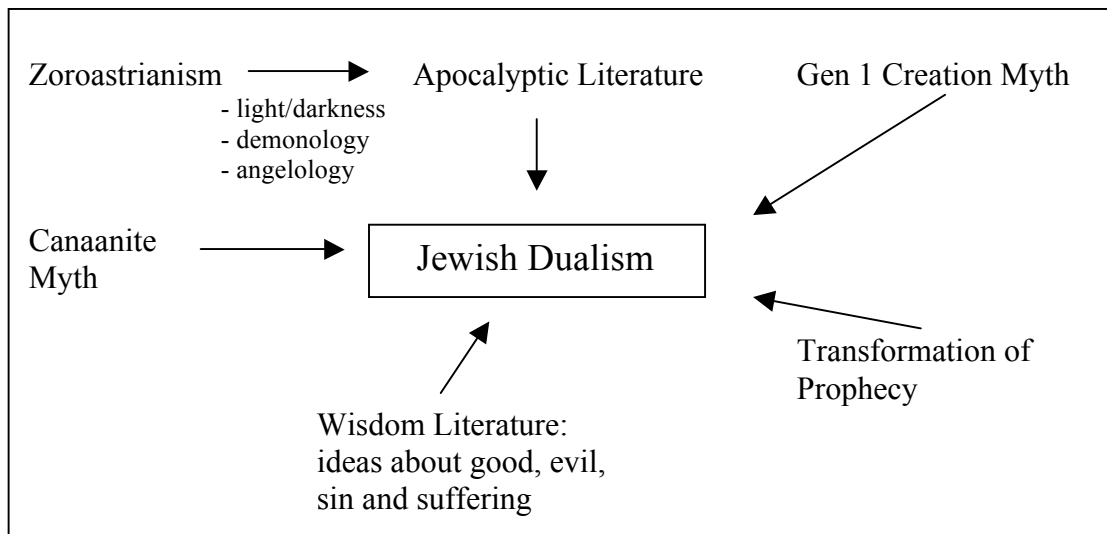 Zoroastrianism
Apocalyptic Literature
Gen 1 Creation Myth
- light/darkness
- demonology
- angelology
Canaanite
Myth
Jewish Dualism
Transformation of
Prophecy
Wisdom Literature:
ideas about good, evil,
sin and suffering